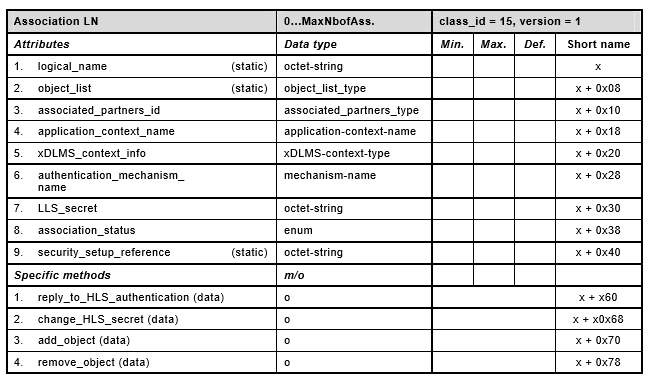 Association LN 0...MaxNbofAss. class_id = 15, version = 1
Attributes Data type Min. Max. Def. Short name
1. logical_name (static) octet-string x
2. object_list (static) object_list_type x + 0x08
3. associated_partners_id associated_partners_type x + 0x10
4. application_context_name application-context-name x + 0x18
5. xDLMS_context_info xDLMS-context-type x + 0x20
6. authentication_mechanism_ mechanism-name x + 0x28
name
7. LLS_secret octet-string x + 0x30
8. association_status enum x + 0x38
9. security_setup_reference (static) octet-string x + 0x40
Specific methods m/o
1. reply_to_HLS_authentication (data) o x + x60
2. change_HLS_secret (data) o x + x0x68
3. add_object (data) o x + 0x70
4. remove_object (data) o x + 0x78